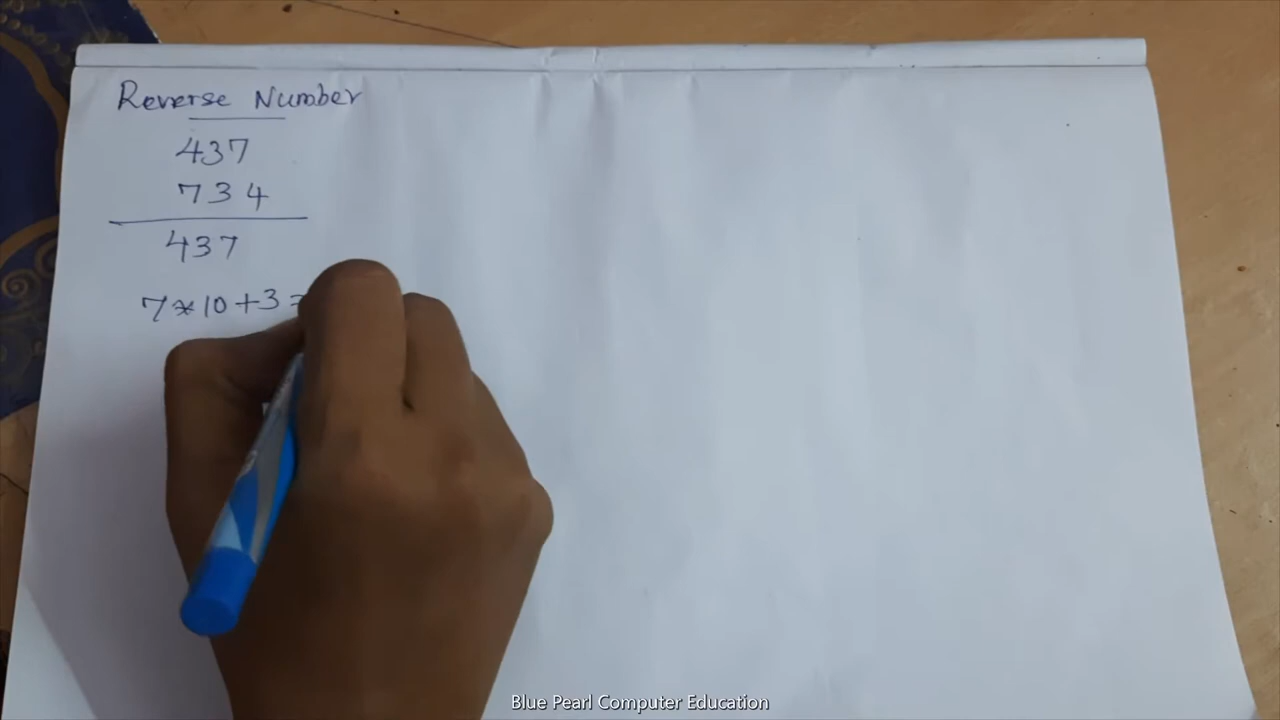 Reverse Number
437
734
437
7*10+3=
Blue Pearl Computer Education